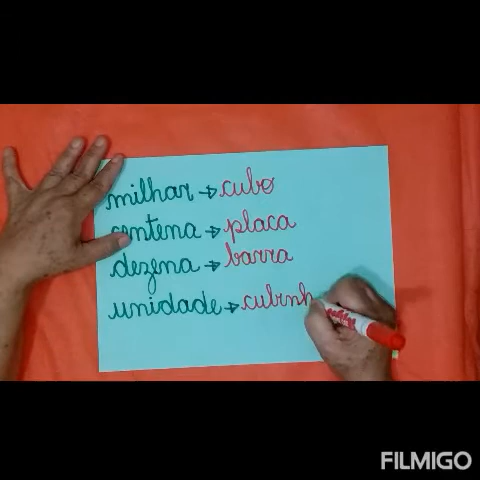 milhar → cubo
centena → placa
dezena → barra
unidade → cubinh
FILMIGO